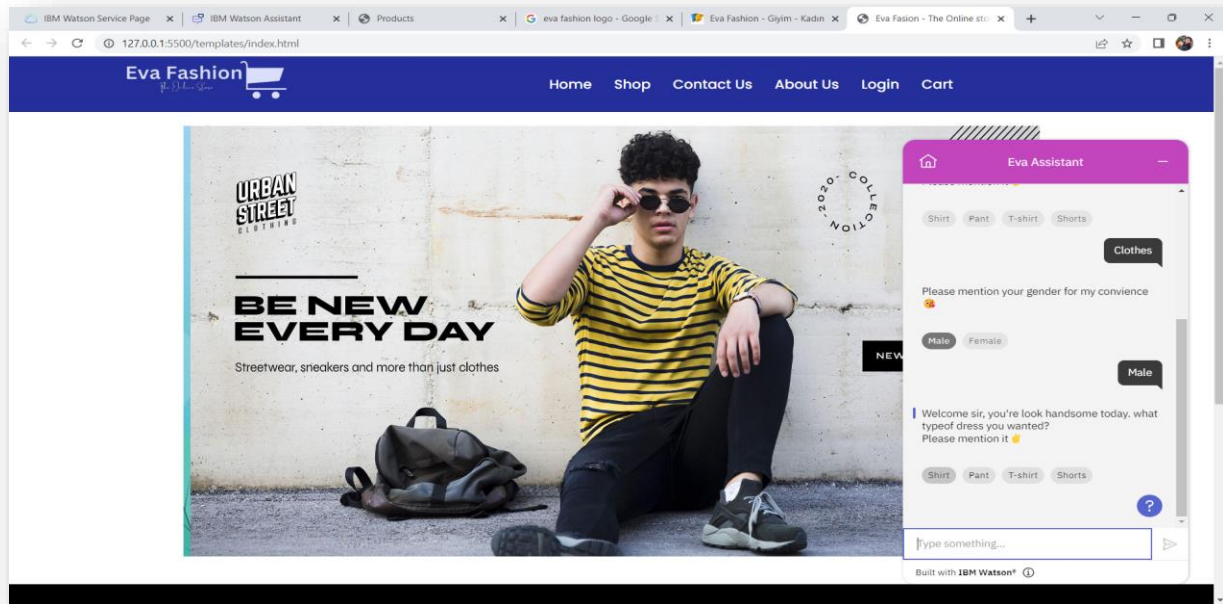 IBM Watson Service Page
IBM Watson Assistant
Products
eva fashion logo - Google S
Eva Fashion - Giyim - Kadın
Eva Fasion - The Online sto
127.0.0.1:5500/templates/index.html
Eva Fashion
The Online Store
Home Shop Contact Us About Us Login Cart
URBAN
STREET
CLOTHING
2020. COLLECTION
BE NEW
EVERY DAY
Streetwear, sneakers and more than just clothes
NEW
Eva Assistant
Shirt Pant T-shirt Shorts
Clothes
Please mention your gender for my convience
😘
Male Female
Male
Welcome sir, you're look handsome today. what
typeof dress you wanted?
Please mention it ✌
Shirt Pant T-shirt Shorts
?
Type something...
Built with IBM Watson®